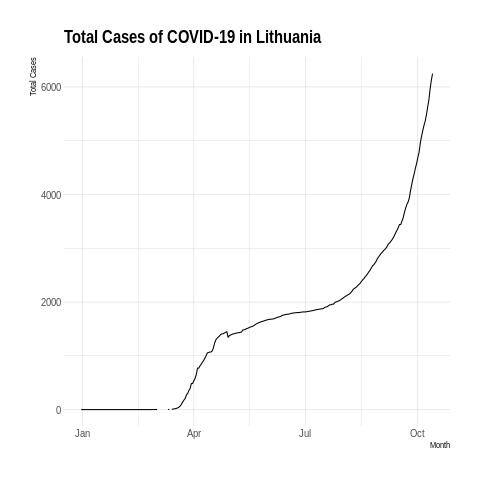 Total Cases of COVID-19 in Lithuania
Total Cases
6000
4000
2000
0
Jan Apr Jul Oct
Month